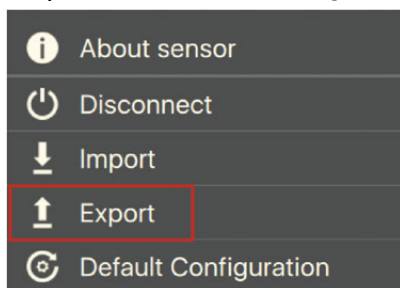 About sensor
Disconnect
Import
Export
Default Configuration